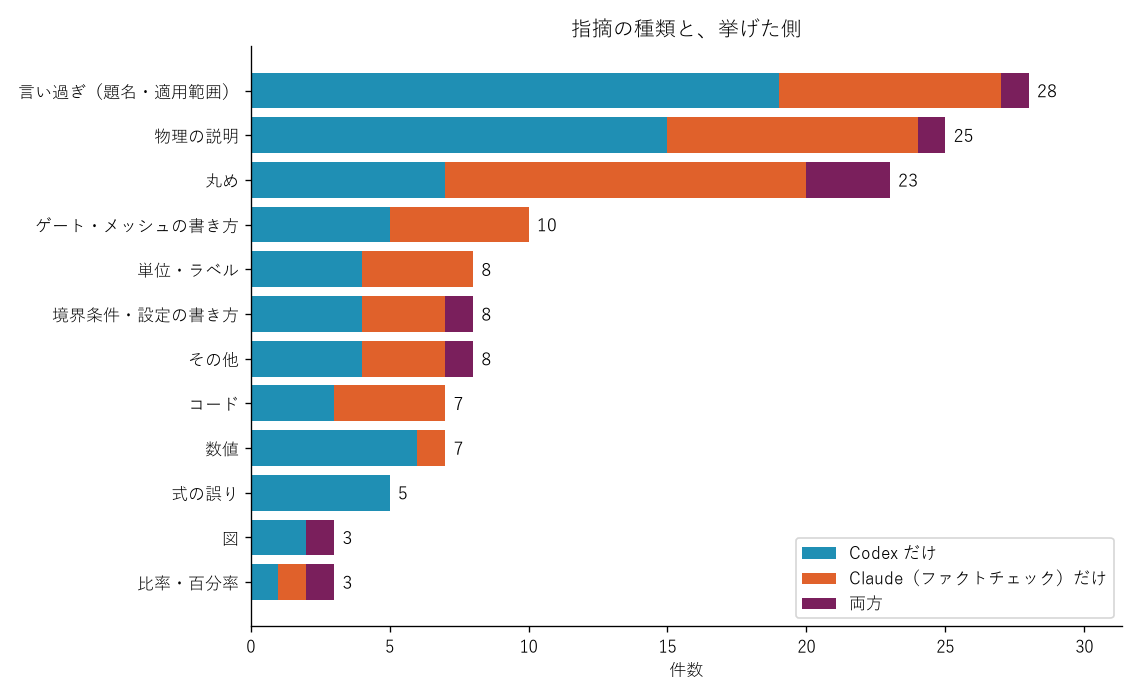 指摘の種類と、挙げた側
言い過ぎ（題名・適用範囲） 28
物理の説明 25
丸め 23
ゲート・メッシュの書き方 10
単位・ラベル 8
境界条件・設定の書き方 8
その他 8
コード 7
数値 7
式の誤り 5
図 3
比率・百分率 3
Codex だけ
Claude（ファクトチェック）だけ
両方
0 5 10 15 20 25 30
件数